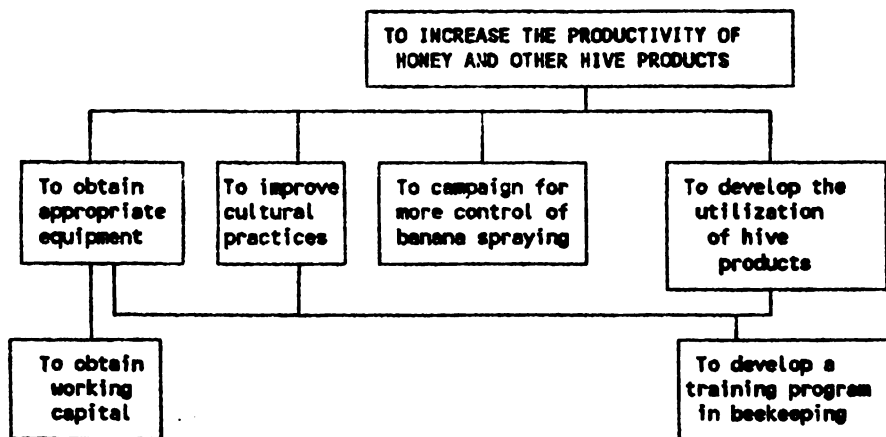 TO INCREASE THE PRODUCTIVITY OF
HONEY AND OTHER HIVE PRODUCTS
To obtain
appropriate
equipment
To improve
cultural
practices
To campaign for
more control of
banana spraying
To develop the
utilization
of hive
products
To obtain
working
capital
To develop a
training program
in beekeeping